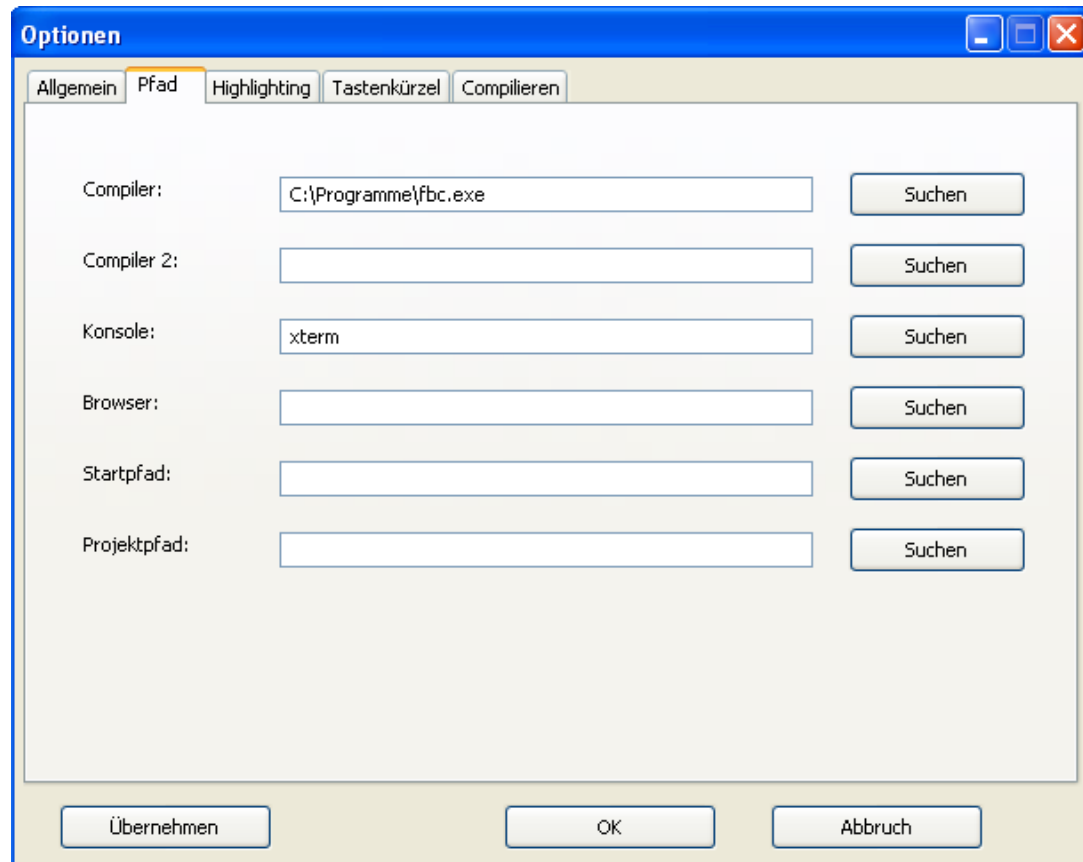 Optionen
Allgemein Pfad Highlighting Tastenkürzel Compilieren
Compiler: C:\Programme\fbc.exe Suchen
Compiler 2: Suchen
Konsole: xterm Suchen
Browser: Suchen
Startpfad: Suchen
Projektpfad: Suchen
Übernehmen OK Abbruch